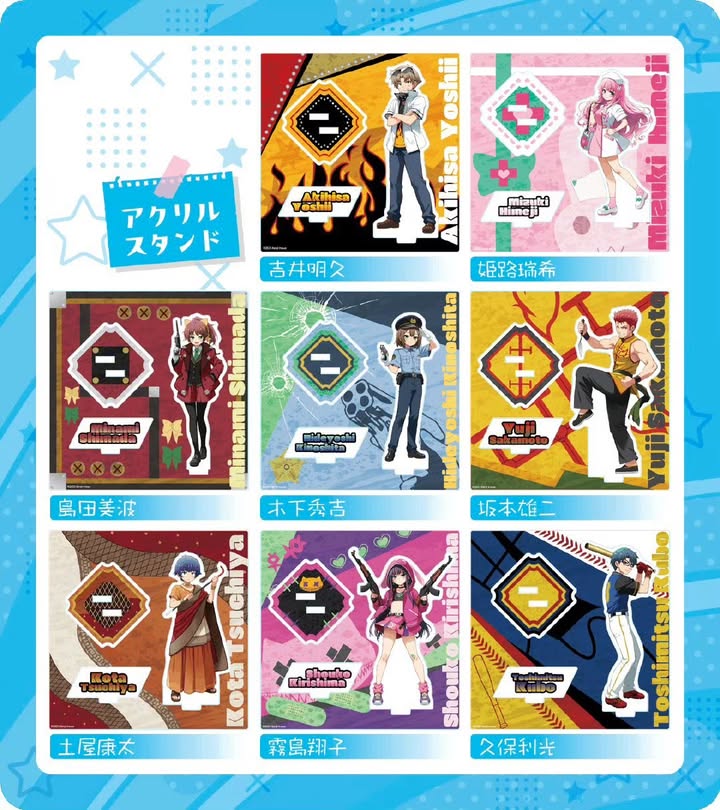 アクリル
スタンド
Akihisa Yoshii
Akihisa
Yoshii
吉井明久
Mizuki Himeji
Mizuki
Himeji
姫路瑞希
Minami Shimada
Minami
Shimada
島田美波
Hideyoshi Kinoshita
Hideyoshi
Kinoshita
木下秀吉
Yuji Sakamoto
Yuji
Sakamoto
坂本雄二
Kota Tsuchiya
Kota
Tsuchiya
土屋康太
Shouko Kirishima
Shouko
Kirishima
霧島翔子
Toshimitsu Kubo
Toshimitsu
Kubo
久保利光